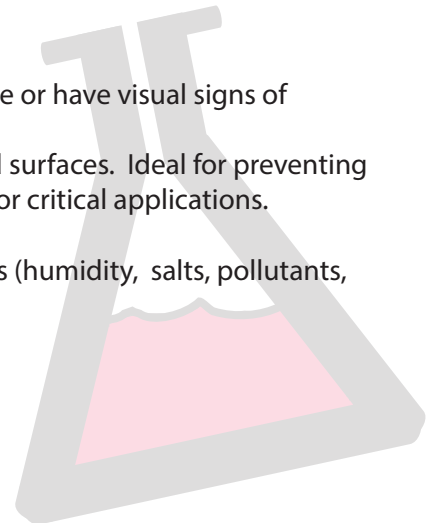 e or have visual signs of
surfaces.  Ideal for preventing
or critical applications.
s (humidity,  salts, pollutants,